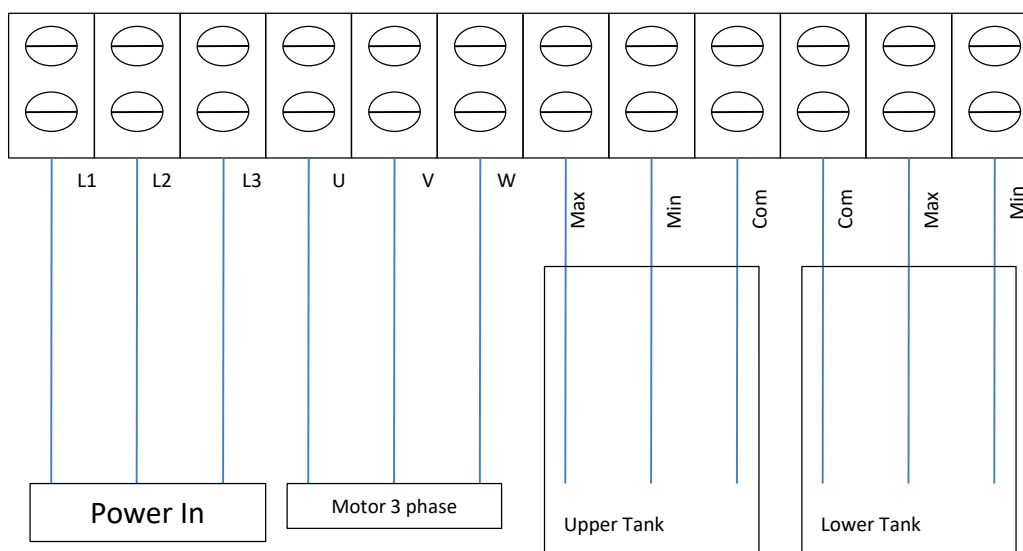 L1 L2 L3 U V W
Max Min Com Com Max Min
Power In
Motor 3 phase
Upper Tank
Lower Tank